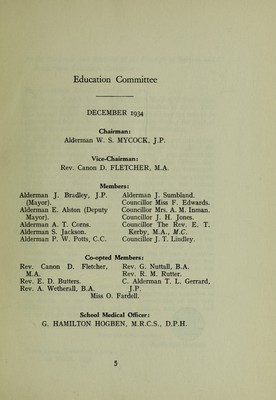 Education Committee
DECEMBER 1934
Chairman:
Alderman W. S. MYCOCK, J.P.
Vice-Chairman:
Rev. Canon D. FLETCHER, M.A.
Members:
Alderman J. Bradley, J.P.
(Mayor).
Alderman E. Alston (Deputy
Mayor).
Alderman A. T. Corns.
Alderman S. Jackson.
Alderman P. W. Potts, C.C.
Alderman J. Sumbland.
Councillor Miss F. Edwards.
Councillor Mrs. A. M. Inman.
Councillor J. H. Jones.
Councillor The Rev. E. T.
Kerby, M.A., M.C.
Councillor J. T. Lindley.
Co-opted Members:
Rev. Canon D. Fletcher,
M.A.
Rev. E. D. Butters.
Rev. A. Wetherall, B.A.
Rev. G. Nuttall, B.A.
Rev. R. M. Rutter.
C. Alderman T. L. Gerrard,
J.P.
Miss O. Fardell.
School Medical Officer:
G. HAMILTON HOGBEN, M.R.C.S., D.P.H.
5